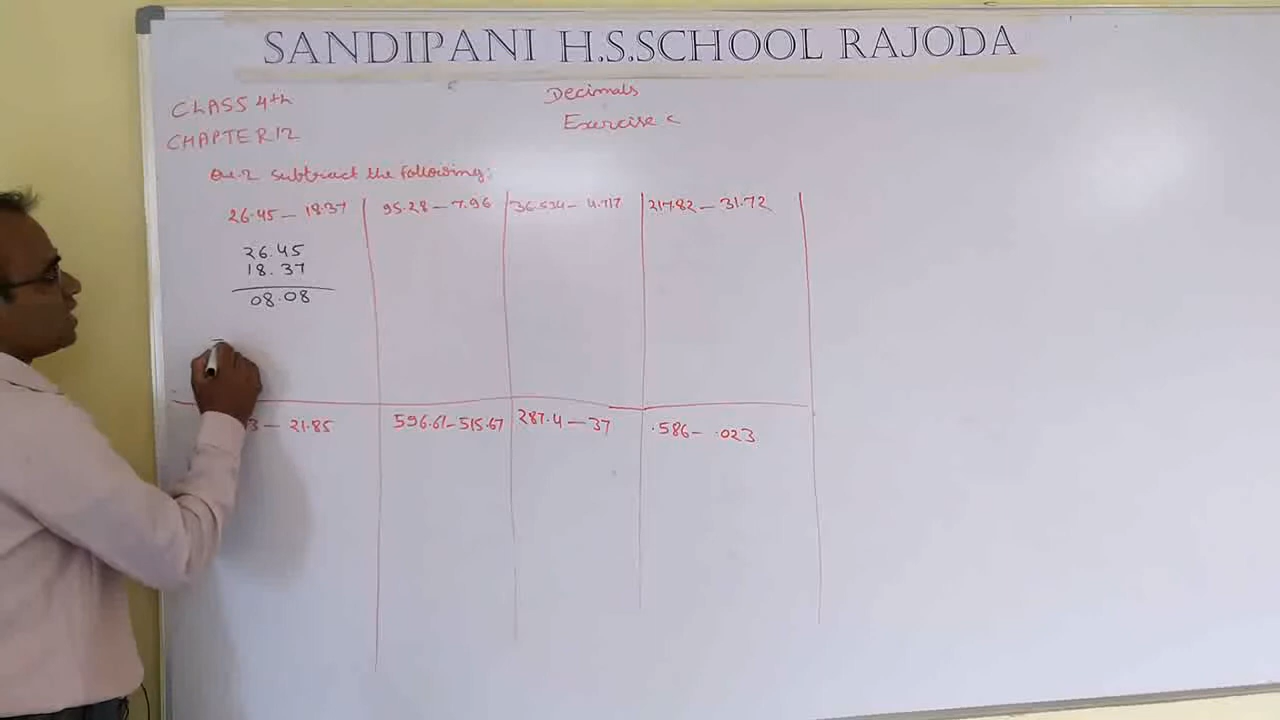 SANDIPANI H.S.SCHOOL RAJODA
CLASS 4th
CHAPTER 12
Decimals
Exercise c
Que.2 subtract the following:
26.45 - 18.37
95.28 - 7.96
36.534 - 4.717
217.82 - 31.72
26.45
18.37
08.08
3 - 21.85
596.61 - 515.67
287.4 - 37
.586 - .023